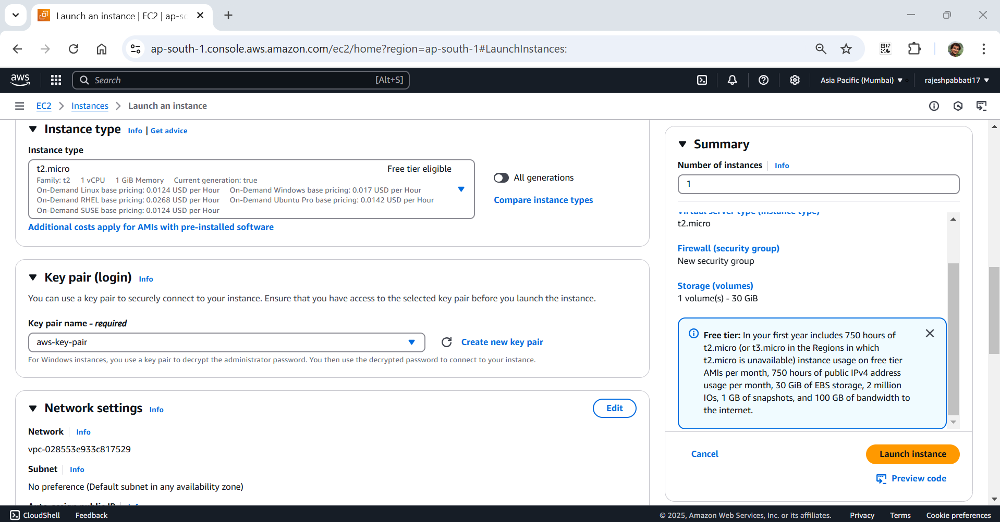 Launch an instance | EC2 | ap-sc
ap-south-1.console.aws.amazon.com/ec2/home?region=ap-south-1#LaunchInstances:
aws
Search
[Alt+S]
Asia Pacific (Mumbai)
rajeshpabbati17
EC2
Instances
Launch an instance
Instance type
Info
| Get advice
Instance type
t2.micro
Free tier eligible
Family: t2 1 vCPU 1 GiB Memory Current generation: true
On-Demand Linux base pricing: 0.0124 USD per Hour On-Demand Windows base pricing: 0.017 USD per Hour
On-Demand RHEL base pricing: 0.0268 USD per Hour On-Demand Ubuntu Pro base pricing: 0.0142 USD per Hour
On-Demand SUSE base pricing: 0.0124 USD per Hour
All generations
Compare instance types
Additional costs apply for AMIs with pre-installed software
Key pair (login)
Info
You can use a key pair to securely connect to your instance. Ensure that you have access to the selected key pair before you launch the instance.
Key pair name - required
aws-key-pair
Create new key pair
For Windows instances, you use a key pair to decrypt the administrator password. You then use the decrypted password to connect to your instance.
Network settings
Info
Edit
Network
Info
vpc-028553e933c817529
Subnet
Info
No preference (Default subnet in any availability zone)
Auto-assign public IP
Info
Summary
Number of instances
Info
1
Virtual server type (instance type)
t2.micro
Firewall (security group)
New security group
Storage (volumes)
1 volume(s) - 30 GiB
Free tier: In your first year includes 750 hours of
t2.micro (or t3.micro in the Regions in which
t2.micro is unavailable) instance usage on free tier
AMIs per month, 750 hours of public IPv4 address
usage per month, 30 GiB of EBS storage, 2 million
IOs, 1 GB of snapshots, and 100 GB of bandwidth to
the internet.
Cancel
Launch instance
Preview code
CloudShell
Feedback
© 2025, Amazon Web Services, Inc. or its affiliates.
Privacy
Terms
Cookie preferences